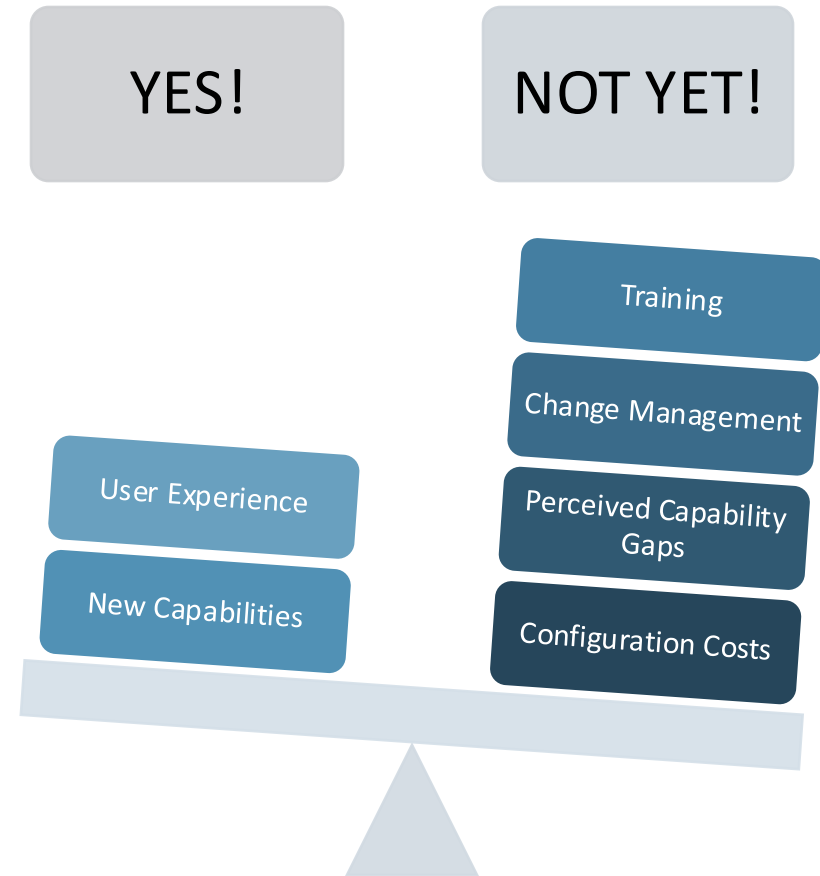 YES!
NOT YET!
User Experience
New Capabilities
Training
Change Management
Perceived Capability
Gaps
Configuration Costs